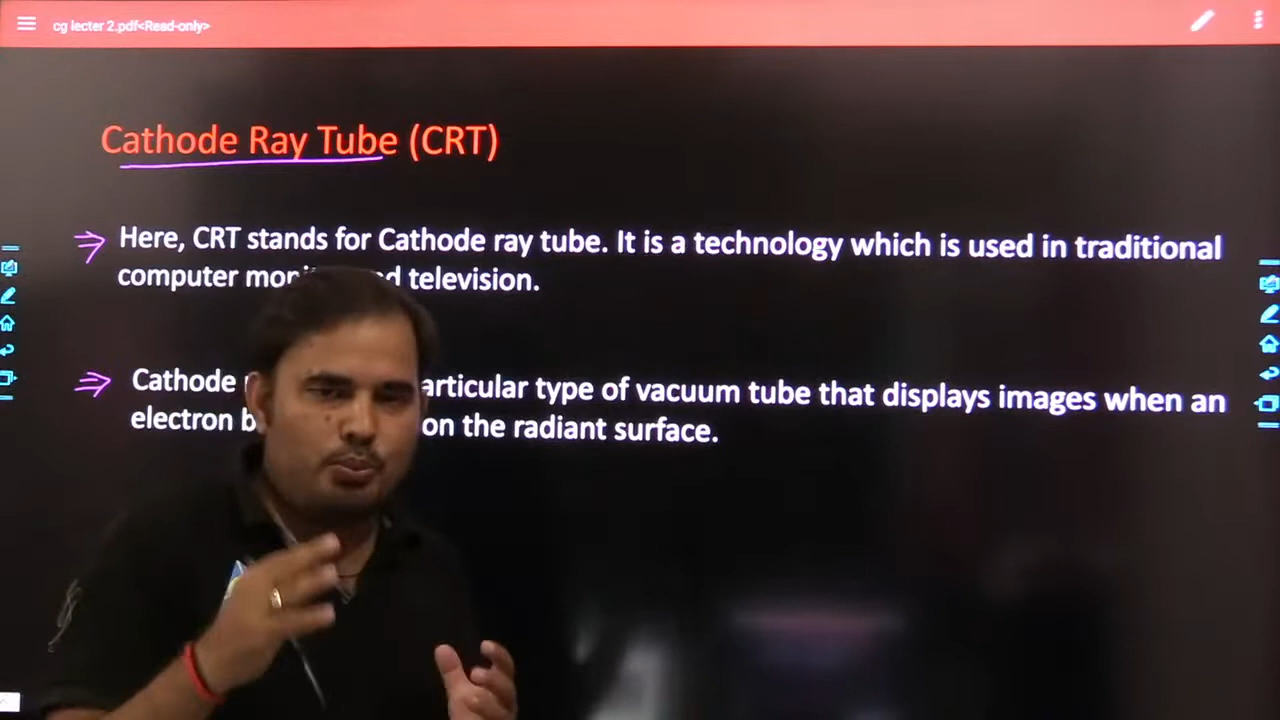 cg lecter 2.pdf<Read-only>
Cathode Ray Tube (CRT)
Here, CRT stands for Cathode ray tube. It is a technology which is used in traditional
computer television.
Cathode type of vacuum tube that displays images when an
electron on the radiant surface.